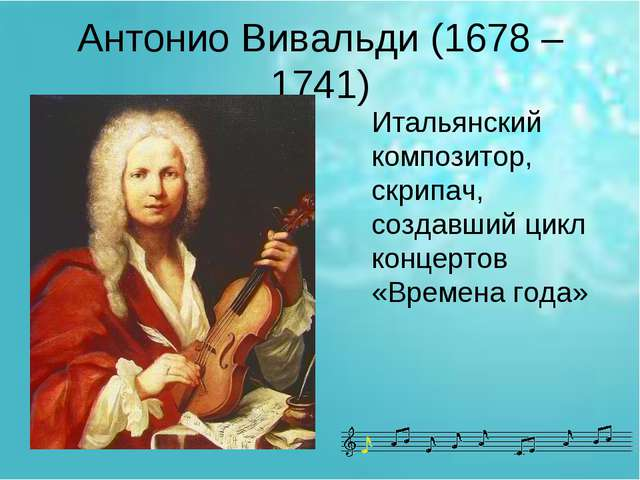 Антонио Вивальди (1678 –
1741)
Итальянский
композитор,
скрипач,
создавший цикл
концертов
«Времена года»